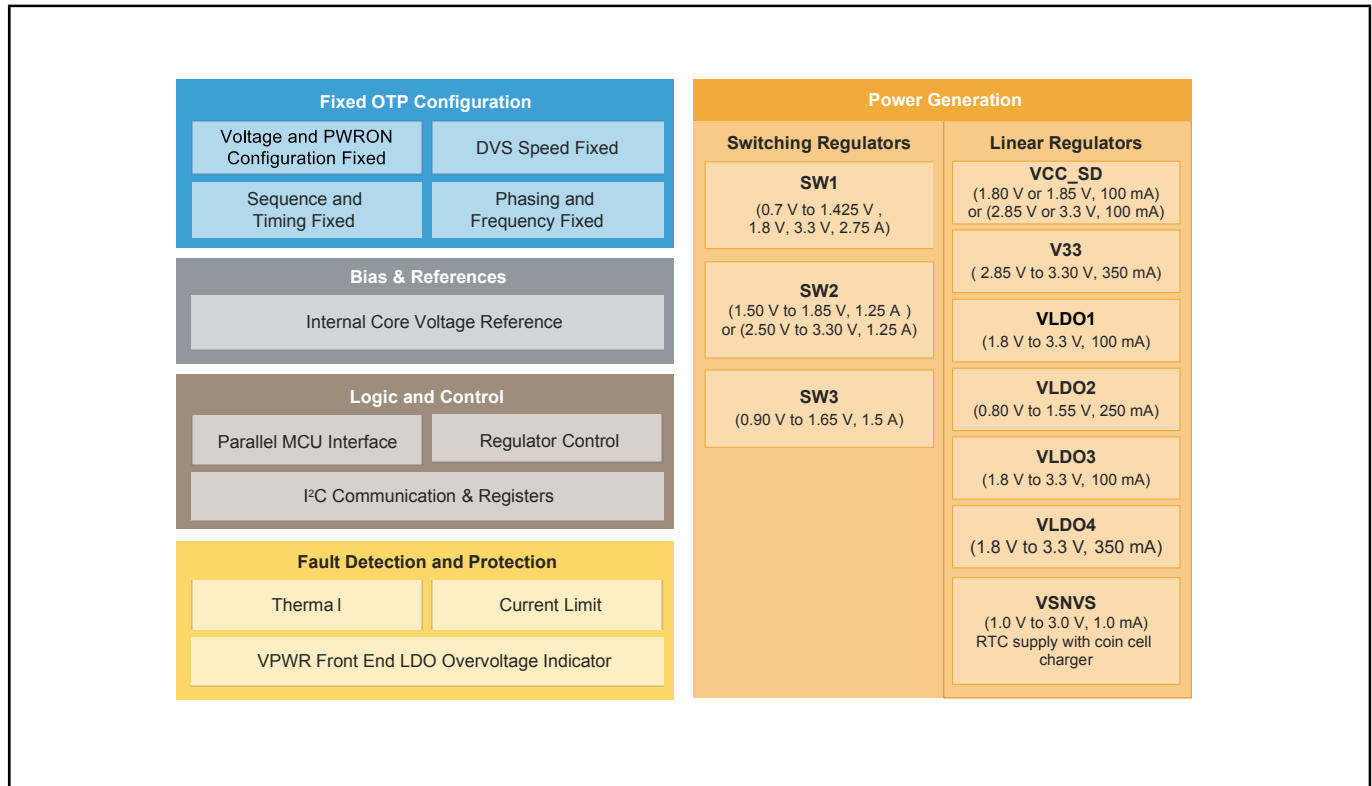 Fixed OTP Configuration
Voltage and PWRON
Configuration Fixed
DVS Speed Fixed
Sequence and
Timing Fixed
Phasing and
Frequency Fixed
Bias & References
Internal Core Voltage Reference
Logic and Control
Parallel MCU Interface
Regulator Control
I²C Communication & Registers
Fault Detection and Protection
Therma l
Current Limit
VPWR Front End LDO Overvoltage Indicator
Power Generation
Switching Regulators
SW1
(0.7 V to 1.425 V ,
1.8 V, 3.3 V, 2.75 A)
SW2
(1.50 V to 1.85 V, 1.25 A )
or (2.50 V to 3.30 V, 1.25 A)
SW3
(0.90 V to 1.65 V, 1.5 A)
Linear Regulators
VCC_SD
(1.80 V or 1.85 V, 100 mA)
or (2.85 V or 3.3 V, 100 mA)
V33
( 2.85 V to 3.30 V, 350 mA)
VLDO1
(1.8 V to 3.3 V, 100 mA)
VLDO2
(0.80 V to 1.55 V, 250 mA)
VLDO3
(1.8 V to 3.3 V, 100 mA)
VLDO4
(1.8 V to 3.3 V, 350 mA)
VSNVS
(1.0 V to 3.0 V, 1.0 mA)
RTC supply with coin cell
charger